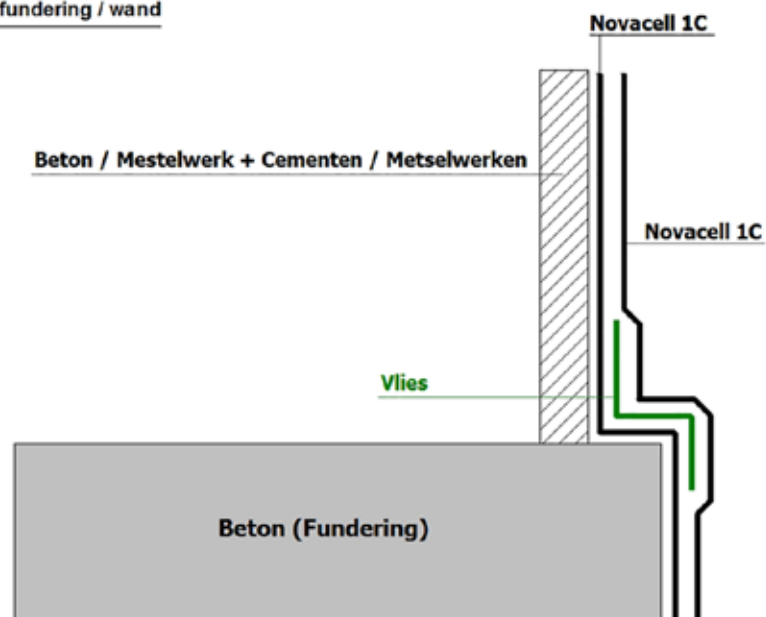 fundering / wand
Novacell 1C
Beton / Mestelwerk + Cementen / Metselwerken
Novacell 1C
Vlies
Beton (Fundering)